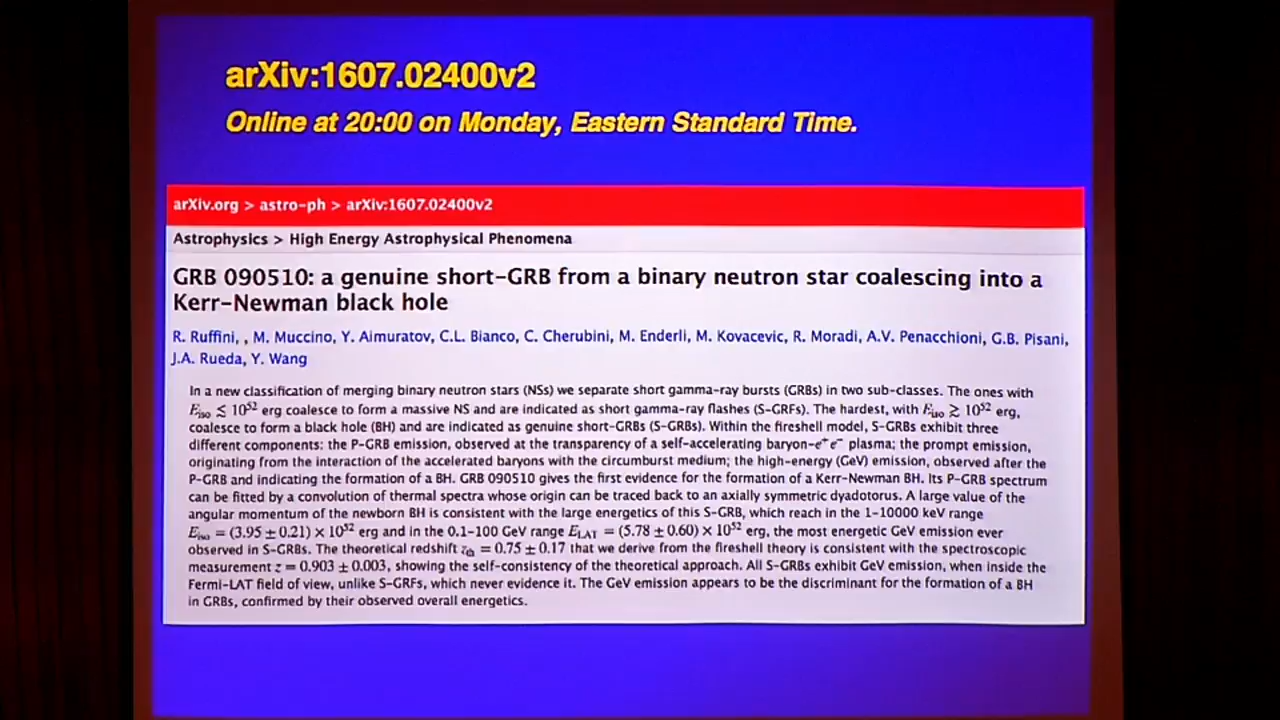 arXiv:1607.02400v2
Online at 20:00 on Monday, Eastern Standard Time.
arXiv.org > astro-ph > arXiv:1607.02400v2
Astrophysics > High Energy Astrophysical Phenomena
GRB 090510: a genuine short-GRB from a binary neutron star coalescing into a
Kerr-Newman black hole
R. Ruffini, , M. Muccino, Y. Aimuratov, C.L. Bianco, C. Cherubini, M. Enderli, M. Kovacevic, R. Moradi, A.V. Penacchioni, G.B. Pisani,
J.A. Rueda, Y. Wang
In a new classification of merging binary neutron stars (NSs) we separate short gamma-ray bursts (GRBs) in two sub-classes. The ones with
E_iso ≲ 10^52 erg coalesce to form a massive NS and are indicated as short gamma-ray flashes (S-GRFs). The hardest, with E_iso ≳ 10^52 erg,
coalesce to form a black hole (BH) and are indicated as genuine short-GRBs (S-GRBs). Within the fireshell model, S-GRBs exhibit three
different components: the P-GRB emission, observed at the transparency of a self-accelerating baryon-e^+e^- plasma; the prompt emission,
originating from the interaction of the accelerated baryons with the circumburst medium; the high-energy (GeV) emission, observed after the
P-GRB and indicating the formation of a BH. GRB 090510 gives the first evidence for the formation of a Kerr-Newman BH. Its P-GRB spectrum
can be fitted by a convolution of thermal spectra whose origin can be traced back to an axially symmetric dyadotorus. A large value of the
angular momentum of the newborn BH is consistent with the large energetics of this S-GRB, which reach in the 1-10000 keV range
E_iso = (3.95 ± 0.21) × 10^52 erg and in the 0.1-100 GeV range E_LAT = (5.78 ± 0.60) × 10^52 erg, the most energetic GeV emission ever
observed in S-GRBs. The theoretical redshift z_th = 0.75 ± 0.17 that we derive from the fireshell theory is consistent with the spectroscopic
measurement z = 0.903 ± 0.003, showing the self-consistency of the theoretical approach. All S-GRBs exhibit GeV emission, when inside the
Fermi-LAT field of view, unlike S-GRFs, which never evidence it. The GeV emission appears to be the discriminant for the formation of a BH
in GRBs, confirmed by their observed overall energetics.